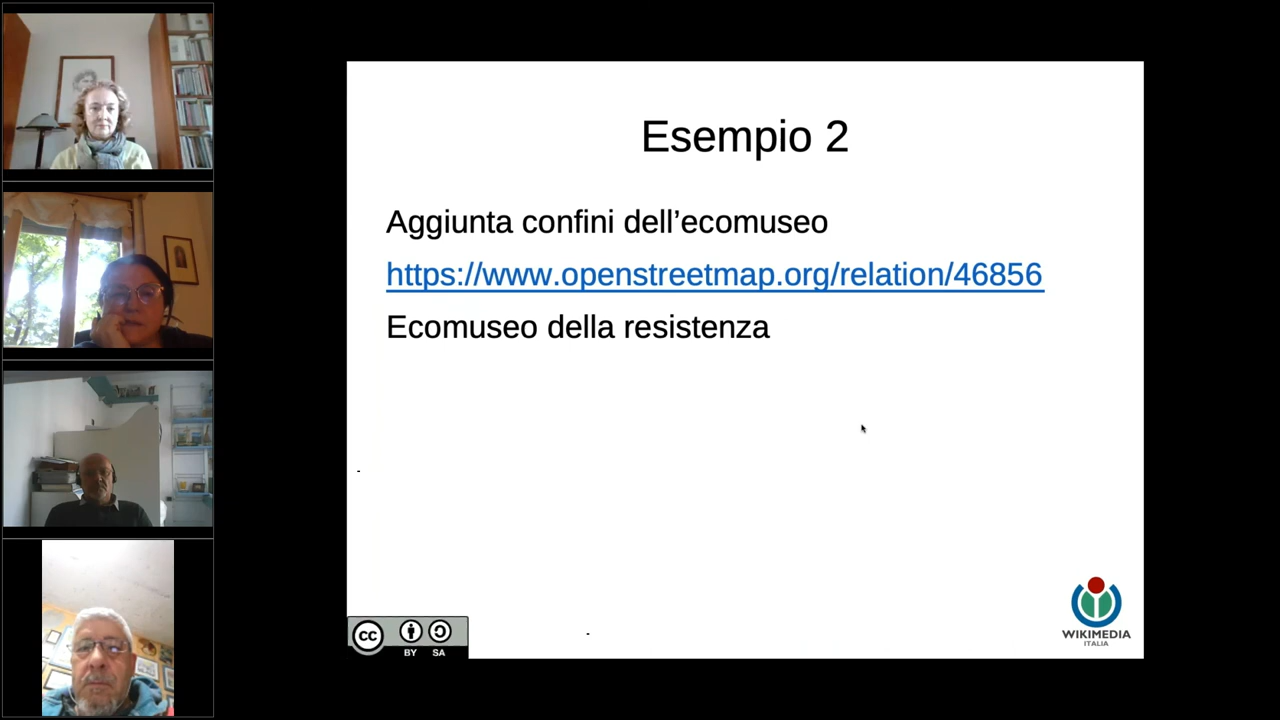 Esempio 2
Aggiunta confini dell’ecomuseo
https://www.openstreetmap.org/relation/46856
Ecomuseo della resistenza
cc
BY SA
WIKIMEDIA
ITALIA